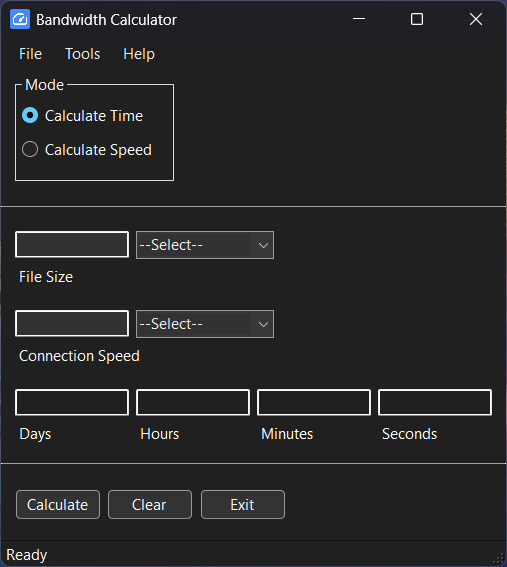 Bandwidth Calculator
File Tools Help
Mode
Calculate Time
Calculate Speed
--Select--
File Size
--Select--
Connection Speed
Days Hours Minutes Seconds
Calculate Clear Exit
Ready